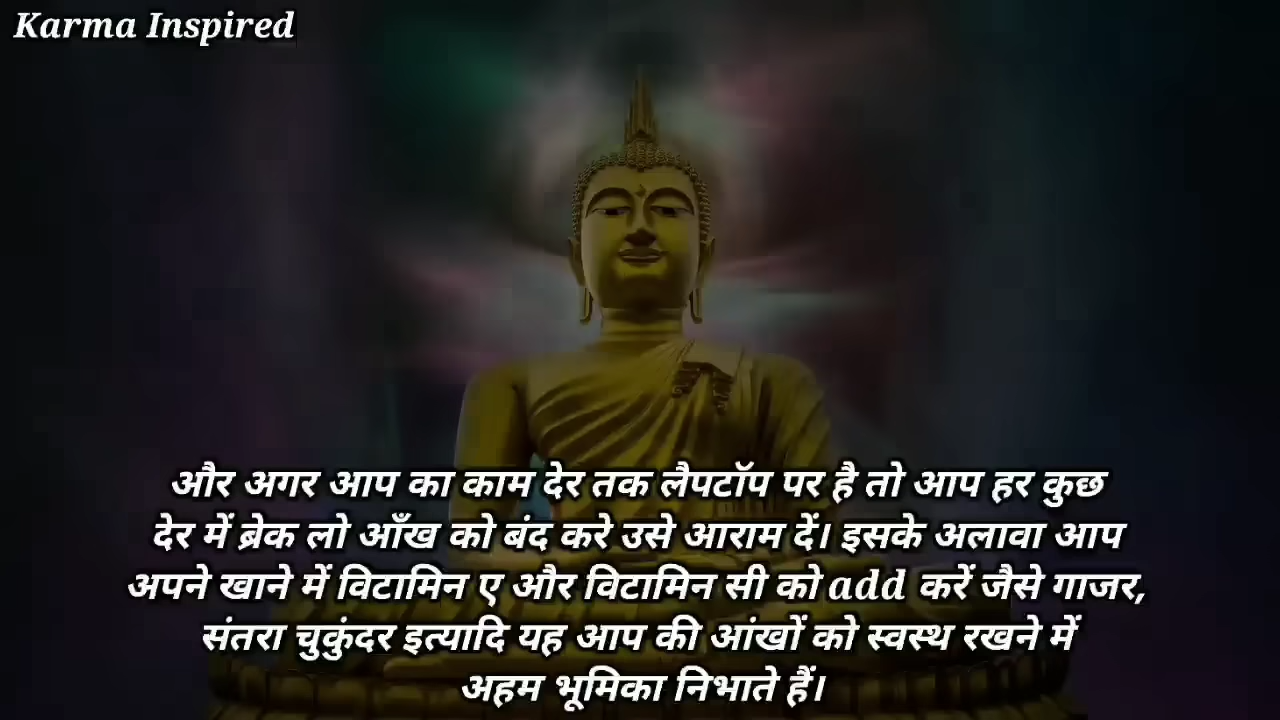 Karma Inspired
और अगर आप का काम देर तक लैपटॉप पर है तो आप हर कुछ
देर में ब्रेक लो आँख को बंद करे उसे आराम दें। इसके अलावा आप
अपने खाने में विटामिन ए और विटामिन सी को add करें जैसे गाजर,
संतरा चुकुंदर इत्यादि यह आप की आंखों को स्वस्थ रखने में
अहम भूमिका निभाते हैं।